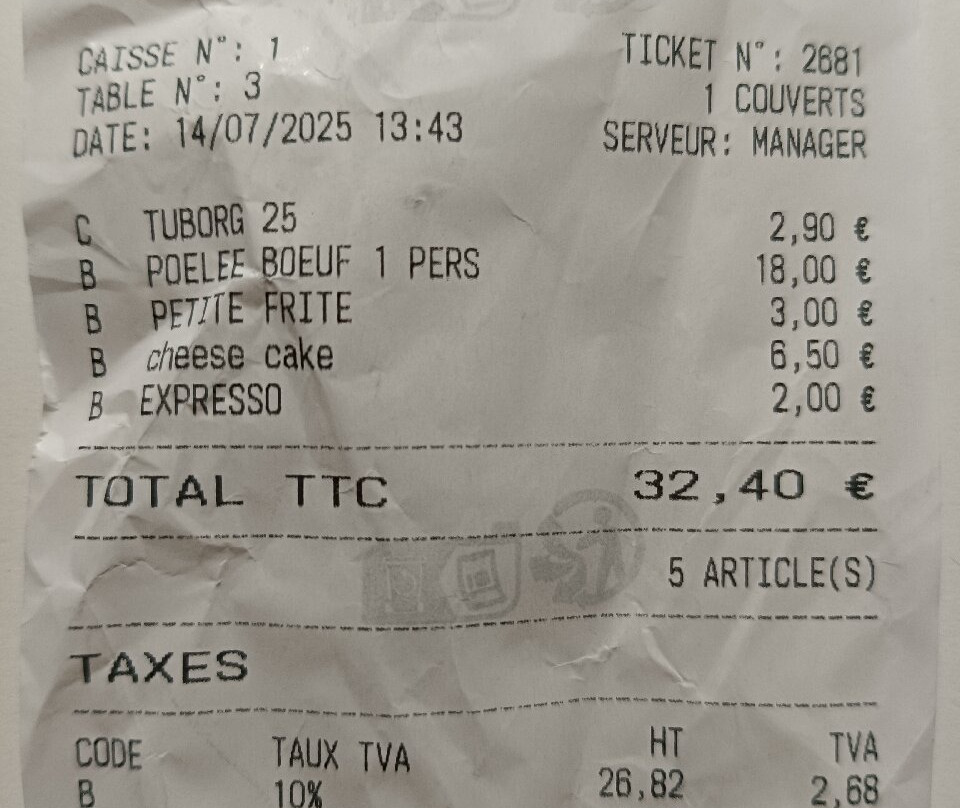 CAISSE N°: 1 TICKET N°: 2681
TABLE N°: 3 1 COUVERTS
DATE: 14/07/2025 13:43 SERVEUR: MANAGER
C TUBORG 25 2,90 €
B POELEE BOEUF 1 PERS 18,00 €
B PETITE FRITE 3,00 €
B cheese cake 6,50 €
B EXPRESSO 2,00 €
TOTAL TTC 32,40 €
5 ARTICLE(S)
TAXES
CODE TAUX TVA HT TVA
B 10% 26,82 2,68